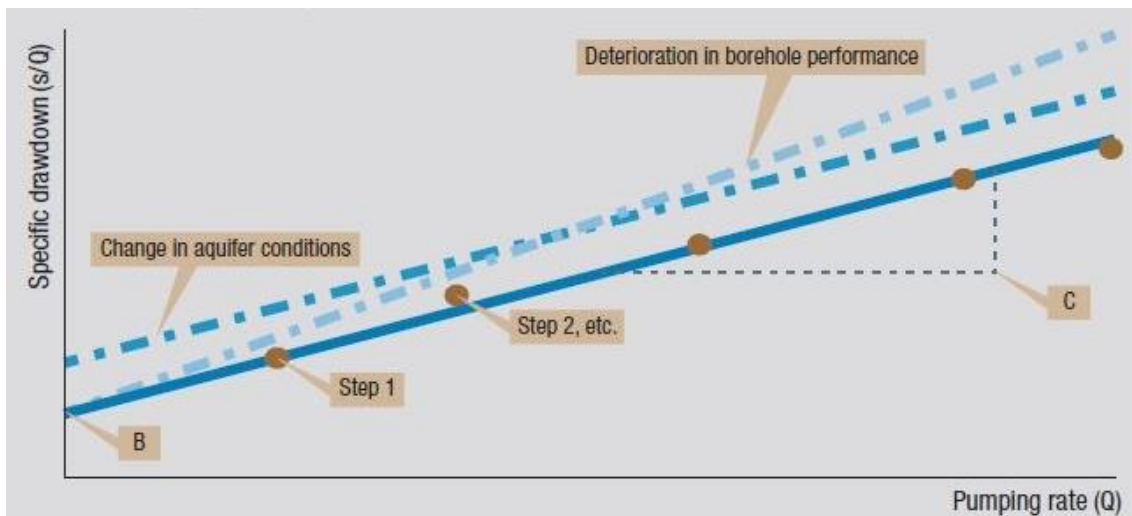 Deterioration in borehole performance
Specific drawdown (s/Q)
Change in aquifer conditions
C
Step 2, etc.
Step 1
B
Pumping rate (Q)